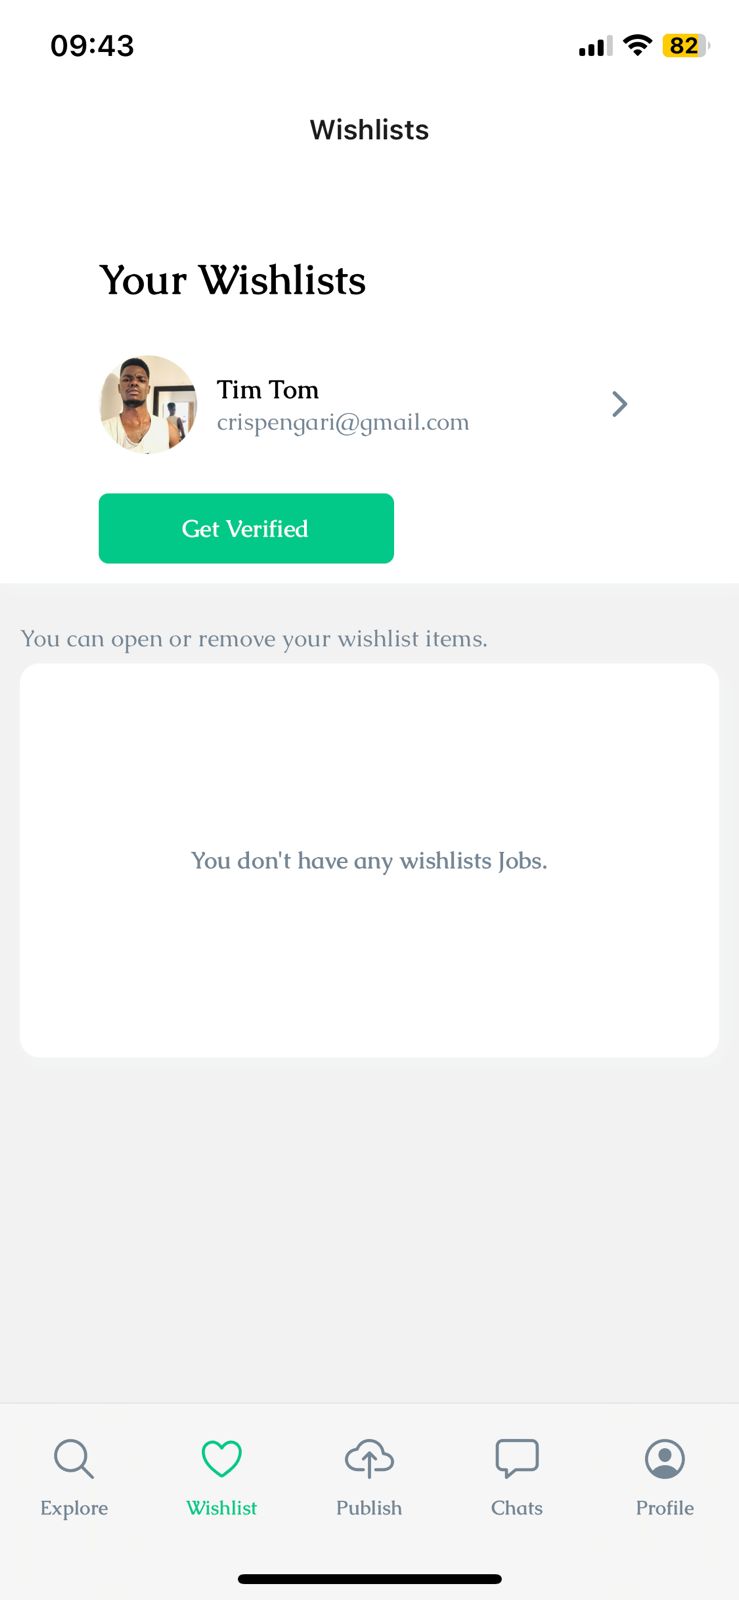 09:43
82
Wishlists
Your Wishlists
Tim Tom
crispengari@gmail.com
Get Verified
You can open or remove your wishlist items.
You don't have any wishlists Jobs.
Explore
Wishlist
Publish
Chats
Profile